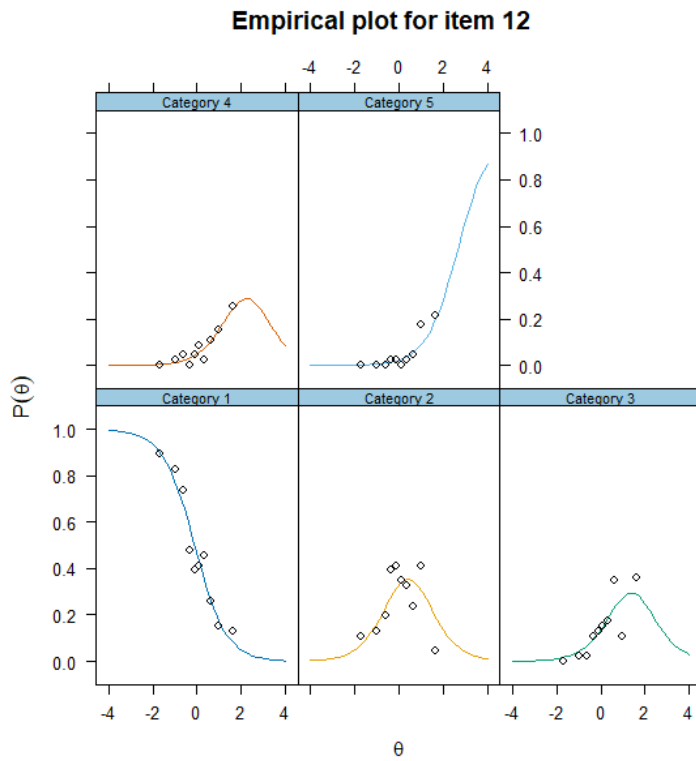 Empirical plot for item 12
-4 -2 0 2 4
Category 4 Category 5
1.0
0.8
0.6
0.4
0.2
0.0
P(θ)
Category 1 Category 2 Category 3
1.0
0.8
0.6
0.4
0.2
0.0
-4 -2 0 2 4 -4 -2 0 2 4
θ